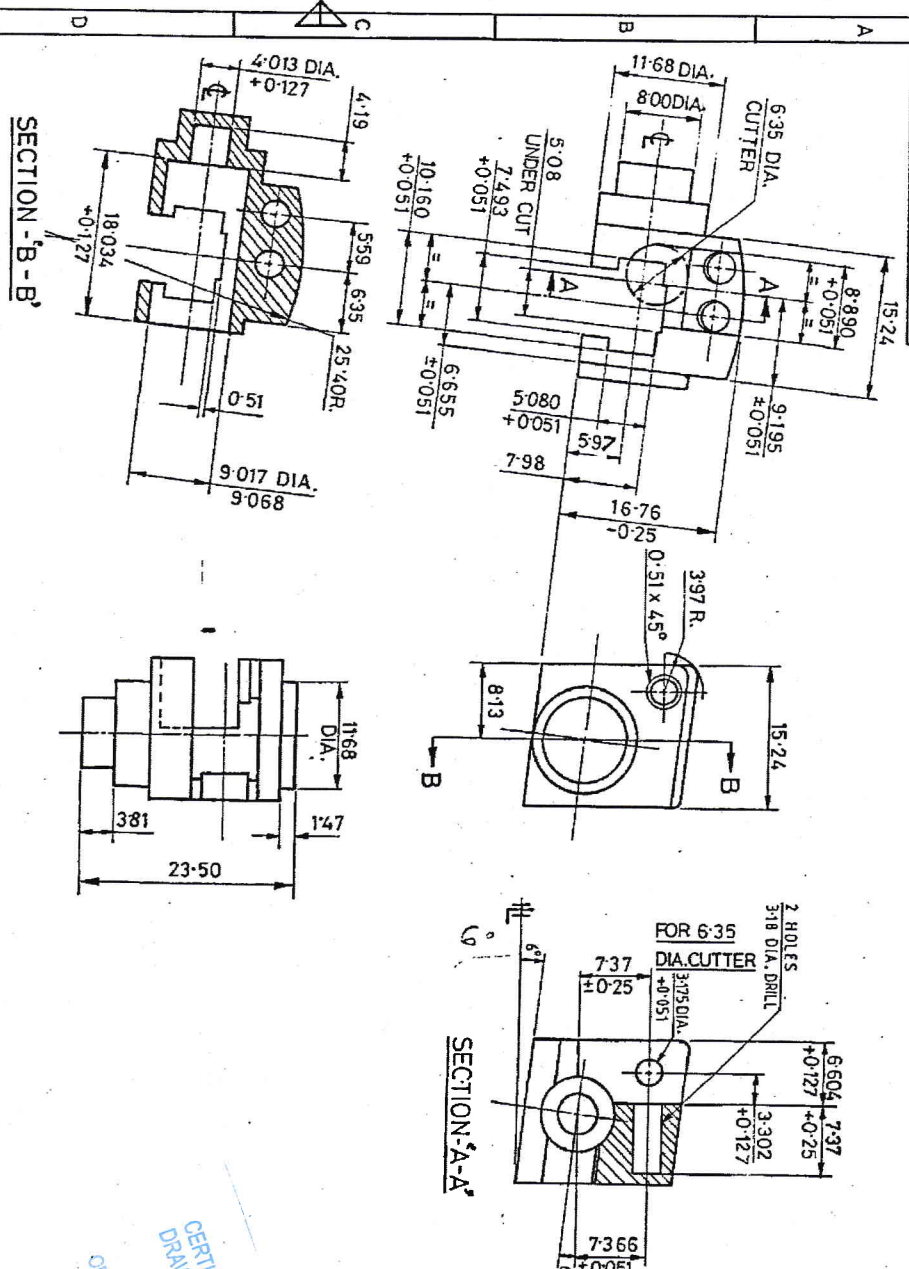 D
C
B
A
4·013 DIA.
+0·127
4·19
5·59
6·35
25·40R.
18·034
+0·127
0·51
9·017 DIA.
9·068
SECTION-'B-B'
11·68 DIA.
8·00DIA.
6·35 DIA.
CUTTER
5·08
UNDER CUT
7·493
+0·051
10·160
+0·051
=
=
A
A
=
=
8·890
+0·051
15·24
9·195
±0·051
6·655
±0·051
5·080
+0·051
5·97
7·98
16·76
-0·25
3·97 R.
0·51 x 45°
8·13
15·24
B
B
11·68
DIA.
3·81
1·47
23·50
2 HOLES
3·18 DIA. DRILL
FOR 6·35
DIA.CUTTER
3·175 DIA.
+0·051
7·37
±0·25
6°
6°
6·604
+0·127
7·37
+0·25
3·302
+0·127
7·366
+0·051
SECTION-'A-A'